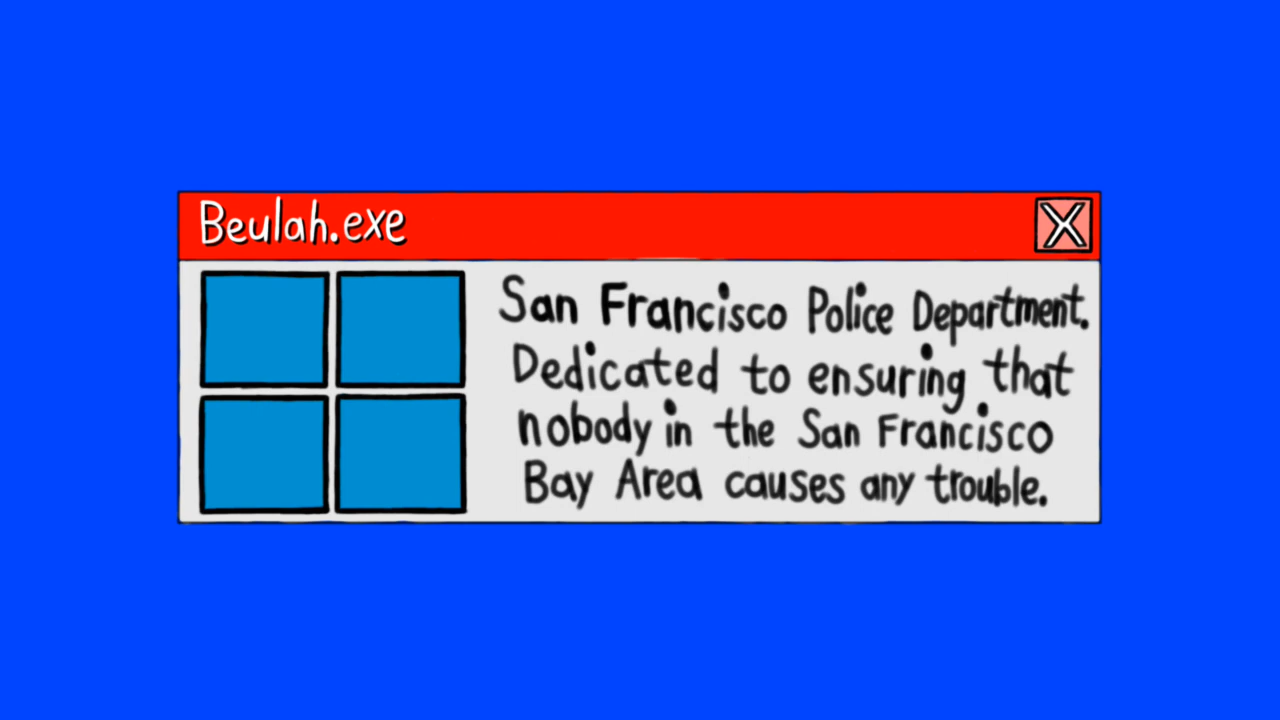 Beulah.exe
San Francisco Police Department.
Dedicated to ensuring that
nobody in the San Francisco
Bay Area causes any trouble.